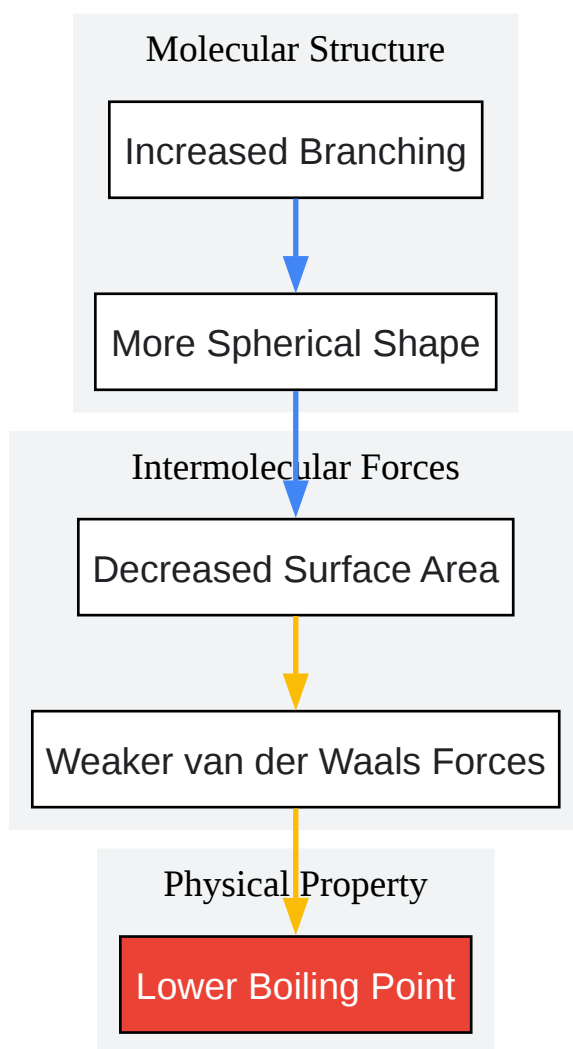 Molecular Structure
Increased Branching
More Spherical Shape
Intermolecular Forces
Decreased Surface Area
Weaker van der Waals Forces
Physical Property
Lower Boiling Point